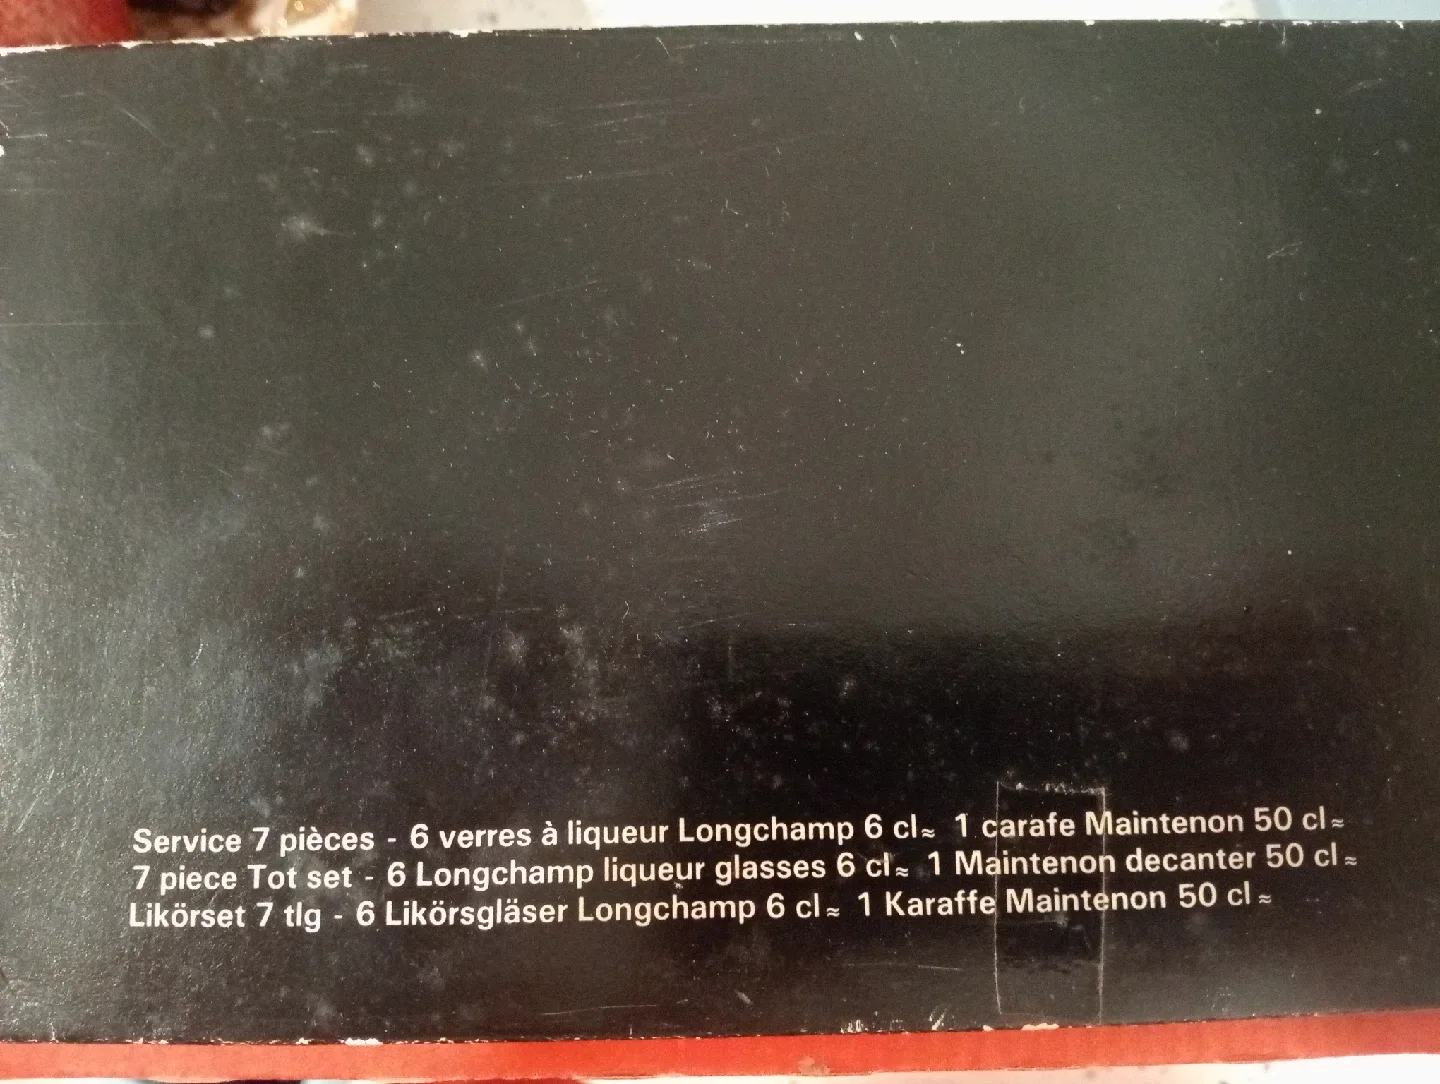 Service 7 pièces - 6 verres à liqueur Longchamp 6 cl≈ 1 carafe Maintenon 50 cl≈
7 piece Tot set - 6 Longchamp liqueur glasses 6 cl≈ 1 Maintenon decanter 50 cl≈
Likörset 7 tlg - 6 Likörsgläser Longchamp 6 cl≈ 1 Karaffe Maintenon 50 cl≈